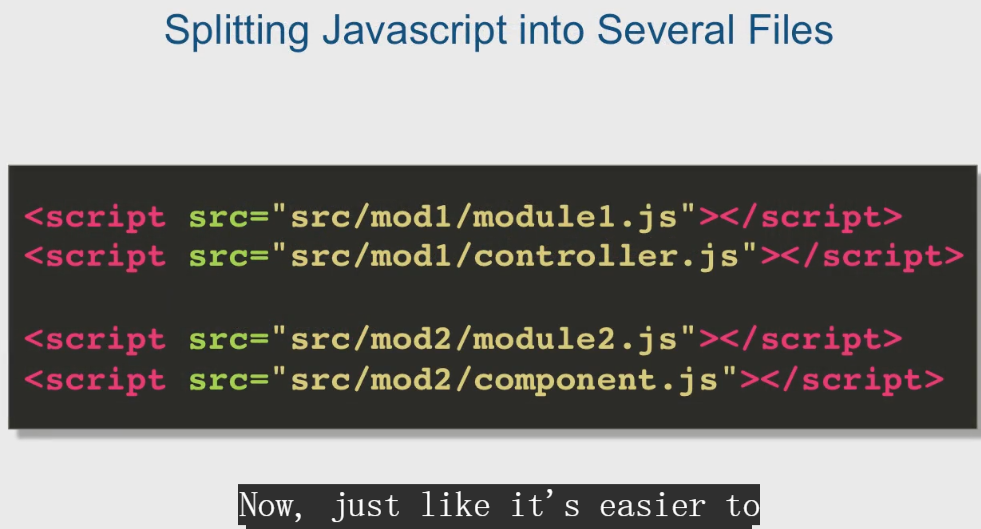 Splitting Javascript into Several Files
<script src="src/mod1/module1.js"></script>
<script src="src/mod1/controller.js"></script>
<script src="src/mod2/module2.js"></script>
<script src="src/mod2/component.js"></script>
Now, just like it's easier to